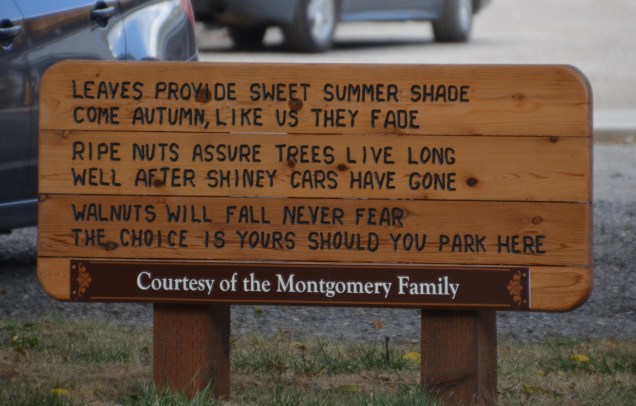 LEAVES PROVIDE SWEET SUMMER SHADE
COME AUTUMN, LIKE US THEY FADE
RIPE NUTS ASSURE TREES LIVE LONG
WELL AFTER SHINEY CARS HAVE GONE
WALNUTS WILL FALL NEVER FEAR
THE CHOICE IS YOURS SHOULD YOU PARK HERE
Courtesy of the Montgomery Family